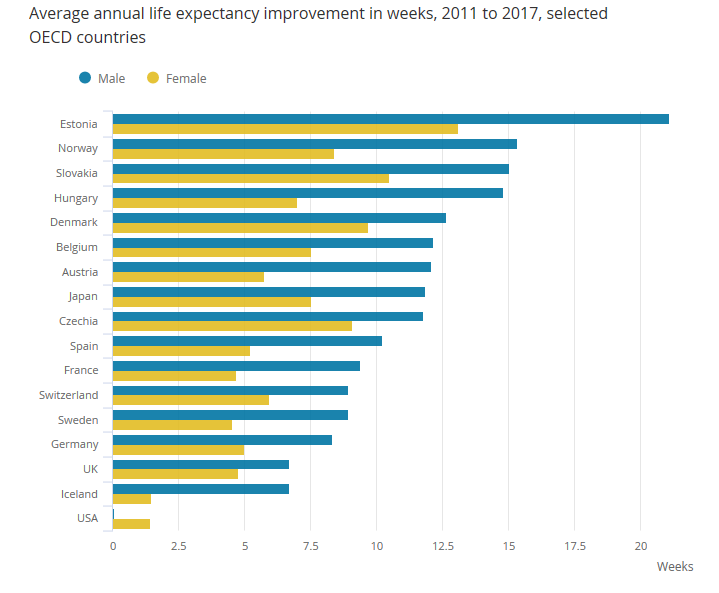 Average annual life expectancy improvement in weeks, 2011 to 2017, selected
OECD countries
Male Female
Estonia
Norway
Slovakia
Hungary
Denmark
Belgium
Austria
Japan
Czechia
Spain
France
Switzerland
Sweden
Germany
UK
Iceland
USA
0 2.5 5 7.5 10 12.5 15 17.5 20
Weeks